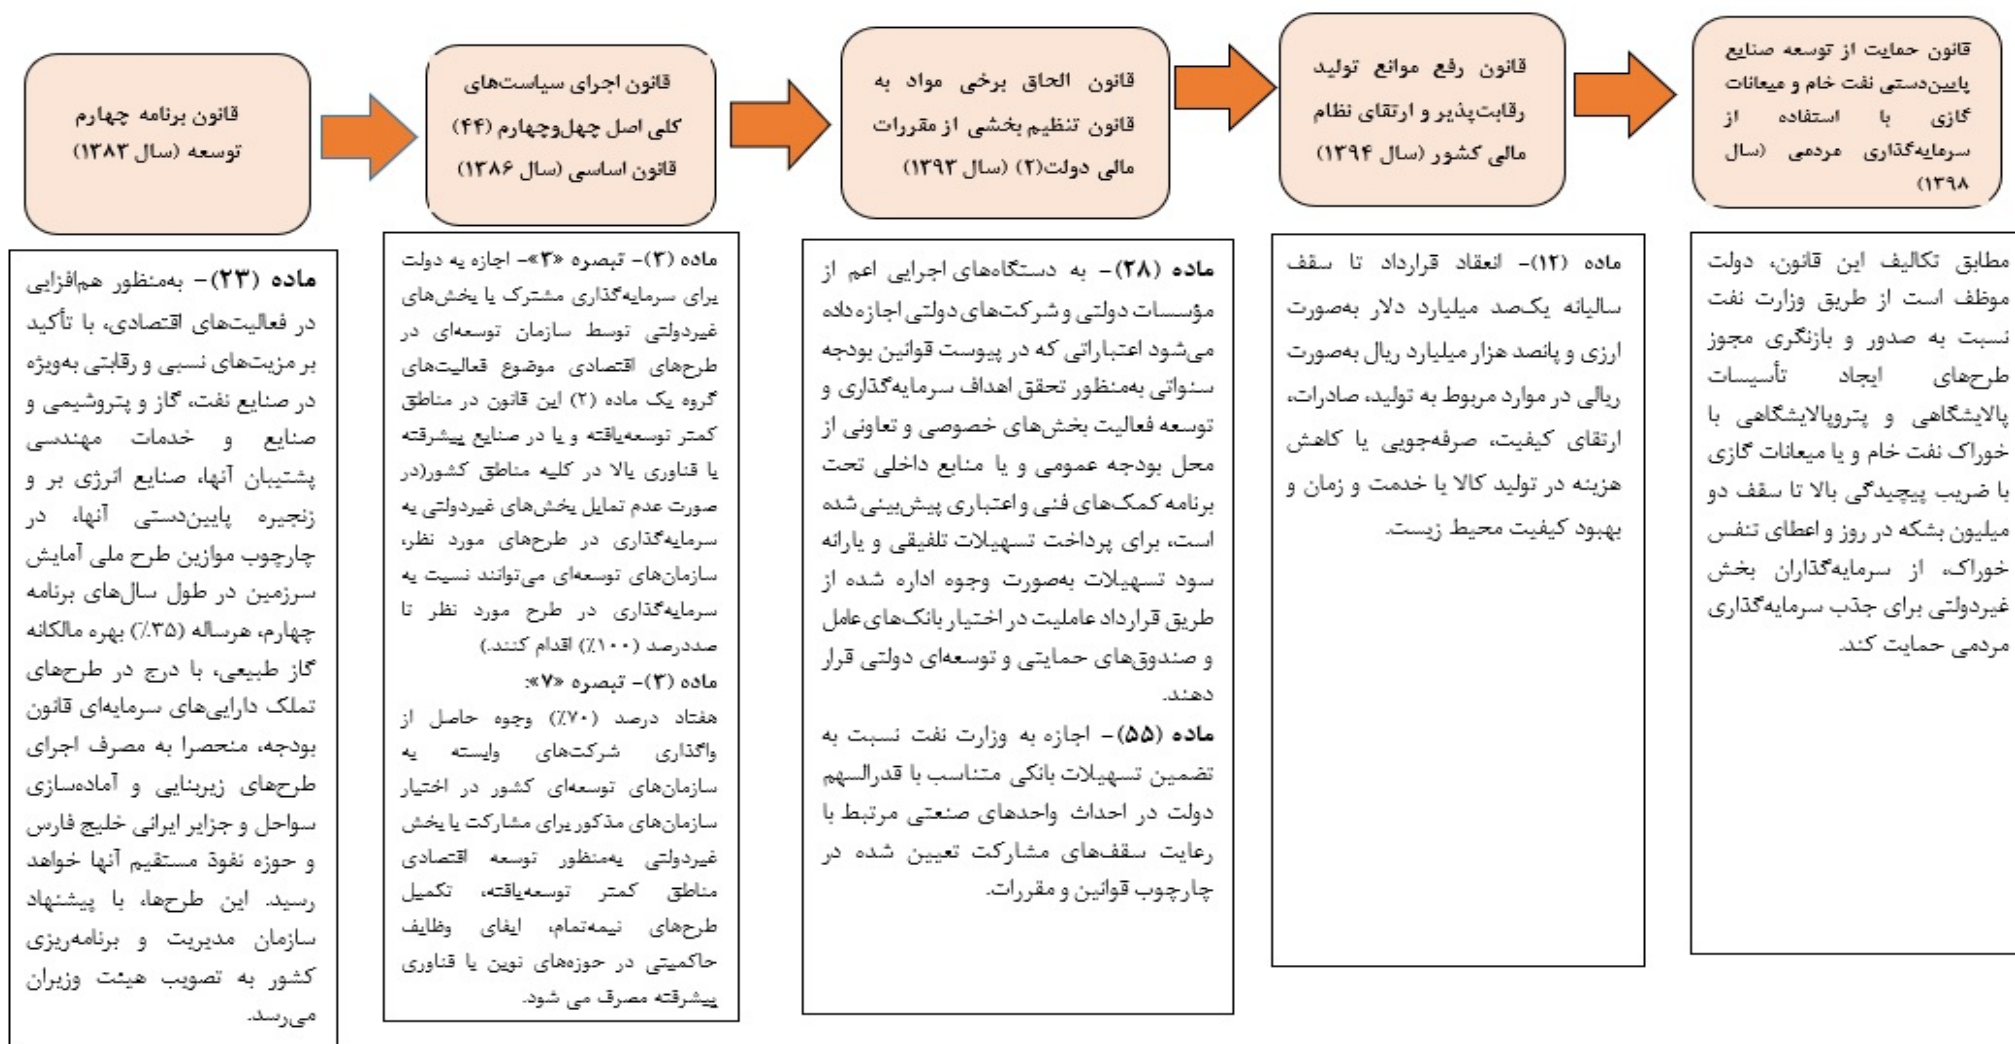 قانون برنامه چهارم
توسعه (سال ۱۳۸۳)
ماده (۲۳)- به‌منظور هم‌افزایی
در فعالیت‌های اقتصادی، با تأکید
بر مزیت‌های نسبی و رقابتی به‌ویژه
در صنایع نفت، گاز و پتروشیمی و
صنایع و خدمات مهندسی
پشتیبان آنها، صنایع انرژی بر و
زنجیره پایین‌دستی آنها، در
چارچوب موازین طرح ملی آمایش
سرزمین در طول سال‌های برنامه
چهارم، هرساله (۳۵٪) بهره مالکانه
گاز طبیعی، با درج در طرح‌های
تملک دارایی‌های سرمایه‌ای قانون
بودجه، منحصرا به مصرف اجرای
طرح‌های زیربنایی و آماده‌سازی
سواحل و جزایر ایرانی خلیج فارس
و حوزه نفوذ مستقیم آنها خواهد
رسید. این طرح‌ها، با پیشنهاد
سازمان مدیریت و برنامه‌ریزی
کشور به تصویب هیئت وزیران
می‌رسد.
قانون اجرای سیاست‌های
کلی اصل چهل‌وچهارم (۴۴)
قانون اساسی (سال ۱۳۸۶)
ماده (۳)- تبصره «۳»- اجازه به دولت
برای سرمایه‌گذاری مشترک با بخش‌های
غیردولتی توسط سازمان توسعه‌ای در
طرح‌های اقتصادی موضوع فعالیت‌های
گروه یک ماده (۲) این قانون در مناطق
کمتر توسعه‌یافته و یا در صنایع پیشرفته
با فناوری بالا در کلیه مناطق کشور(در
صورت عدم تمایل بخش‌های غیردولتی به
سرمایه‌گذاری در طرح‌های مورد نظر،
سازمان‌های توسعه‌ای می‌توانند نسبت به
سرمایه‌گذاری در طرح مورد نظر تا
صددرصد (۱۰۰٪) اقدام کنند.)
ماده (۳)- تبصره «۷»:
هفتاد درصد (۷۰٪) وجوه حاصل از
واگذاری شرکت‌های وابسته به
سازمان‌های توسعه‌ای کشور در اختیار
سازمان‌های مذکور برای مشارکت با بخش
غیردولتی به‌منظور توسعه اقتصادی
مناطق کمتر توسعه‌یافته، تکمیل
طرح‌های نیمه‌تمام، ایفای وظایف
حاکمیتی در حوزه‌های نوین با فناوری
پیشرفته مصرف می شود.
قانون الحاق برخی مواد به
قانون تنظیم بخشی از مقررات
مالی دولت(۲) (سال ۱۳۹۳)
ماده (۲۸)- به دستگاه‌های اجرایی اعم از
مؤسسات دولتی و شرکت‌های دولتی اجازه داده
می‌شود اعتباراتی که در پیوست قوانین بودجه
سنواتی به‌منظور تحقق اهداف سرمایه‌گذاری و
توسعه فعالیت بخش‌های خصوصی و تعاونی از
محل بودجه عمومی و یا منابع داخلی تحت
برنامه کمک‌های فنی و اعتباری پیش‌بینی شده
است، برای پرداخت تسهیلات تلفیقی و یارانه
سود تسهیلات به‌صورت وجوه اداره شده از
طریق قرارداد عاملیت در اختیار بانک‌های عامل
و صندوق‌های حمایتی و توسعه‌ای دولتی قرار
دهند.
ماده (۵۵)- اجازه به وزارت نفت نسبت به
تضمین تسهیلات بانکی متناسب با قدرالسهم
دولت در احداث واحدهای صنعتی مرتبط با
رعایت سقف‌های مشارکت تعیین شده در
چارچوب قوانین و مقررات.
قانون رفع موانع تولید
رقابت‌پذیر و ارتقای نظام
مالی کشور (سال ۱۳۹۴)
ماده (۱۲)- انعقاد قرارداد تا سقف
سالیانه یک‌صد میلیارد دلار به‌صورت
ارزی و پانصد هزار میلیارد ریال به‌صورت
ریالی در موارد مربوط به تولید، صادرات،
ارتقای کیفیت، صرفه‌جویی یا کاهش
هزینه در تولید کالا یا خدمت و زمان و
بهبود کیفیت محیط زیست.
قانون حمایت از توسعه صنایع
پایین‌دستی نفت خام و میعانات
گازی با استفاده از
سرمایه‌گذاری مردمی (سال
۱۳۹۸)
مطابق تکالیف این قانون، دولت
موظف است از طریق وزارت نفت
نسبت به صدور و بازنگری مجوز
طرح‌های ایجاد تأسیسات
پالایشگاهی و پتروپالایشگاهی با
خوراک نفت خام و یا میعانات گازی
با ضریب پیچیدگی بالا تا سقف دو
میلیون بشکه در روز و اعطای تنفس
خوراک، از سرمایه‌گذاران بخش
غیردولتی برای جذب سرمایه‌گذاری
مردمی حمایت کند.